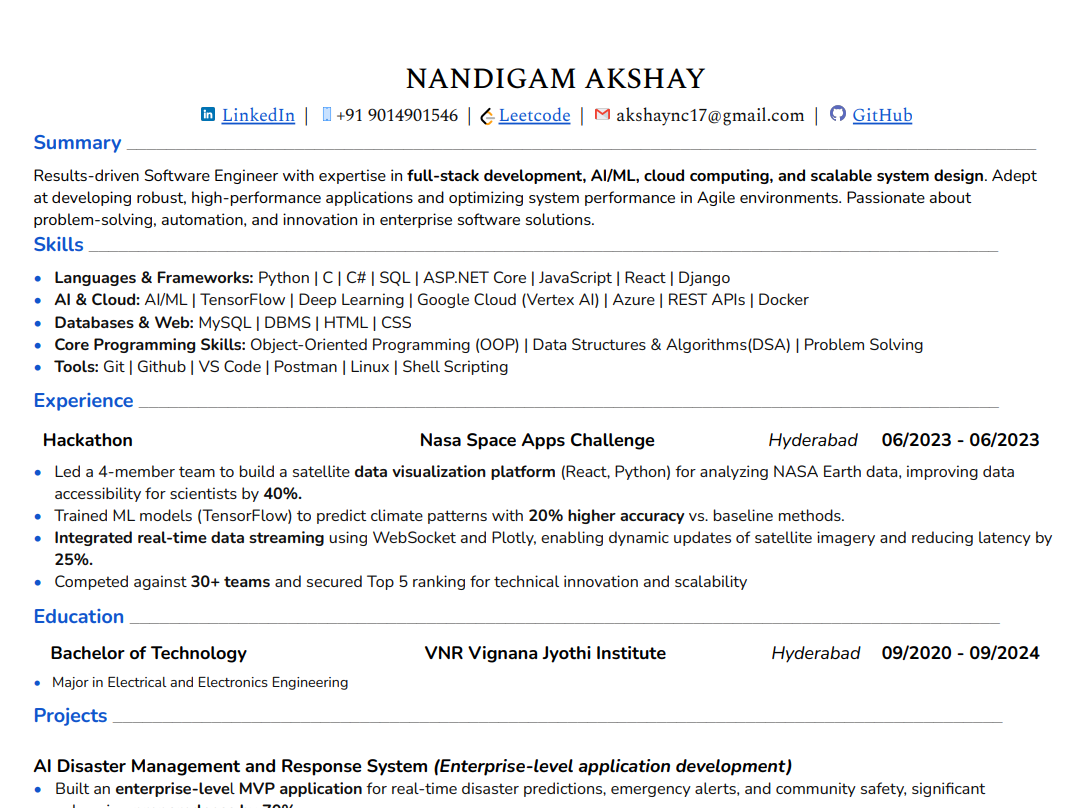 NANDIGAM AKSHAY
LinkedIn | +91 9014901546 | Leetcode | akshaync17@gmail.com | GitHub
Summary
Results-driven Software Engineer with expertise in full-stack development, AI/ML, cloud computing, and scalable system design. Adept
at developing robust, high-performance applications and optimizing system performance in Agile environments. Passionate about
problem-solving, automation, and innovation in enterprise software solutions.
Skills
• Languages & Frameworks: Python | C | C# | SQL | ASP.NET Core | JavaScript | React | Django
• AI & Cloud: AI/ML | TensorFlow | Deep Learning | Google Cloud (Vertex AI) | Azure | REST APIs | Docker
• Databases & Web: MySQL | DBMS | HTML | CSS
• Core Programming Skills: Object-Oriented Programming (OOP) | Data Structures & Algorithms(DSA) | Problem Solving
• Tools: Git | Github | VS Code | Postman | Linux | Shell Scripting
Experience
Hackathon Nasa Space Apps Challenge Hyderabad 06/2023 - 06/2023
• Led a 4-member team to build a satellite data visualization platform (React, Python) for analyzing NASA Earth data, improving data
accessibility for scientists by 40%.
• Trained ML models (TensorFlow) to predict climate patterns with 20% higher accuracy vs. baseline methods.
• Integrated real-time data streaming using WebSocket and Plotly, enabling dynamic updates of satellite imagery and reducing latency by
25%.
• Competed against 30+ teams and secured Top 5 ranking for technical innovation and scalability
Education
Bachelor of Technology VNR Vignana Jyothi Institute Hyderabad 09/2020 - 09/2024
• Major in Electrical and Electronics Engineering
Projects
AI Disaster Management and Response System (Enterprise-level application development)
• Built an enterprise-level MVP application for real-time disaster predictions, emergency alerts, and community safety, significant